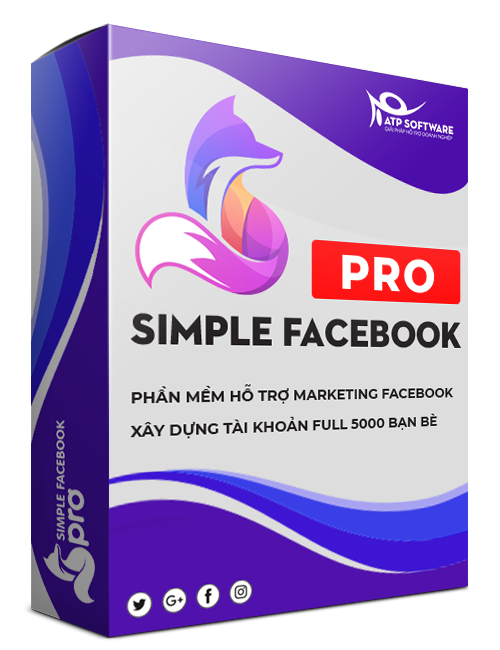 ATP SOFTWARE
GIẢI PHÁP HỖ TRỢ DOANH NGHIỆP
PRO
SIMPLE FACEBOOK
PHẦN MỀM HỖ TRỢ MARKETING FACEBOOK
XÂY DỰNG TÀI KHOẢN FULL 5000 BẠN BÈ
SIMPLE FACEBOOK
pro
G+
f